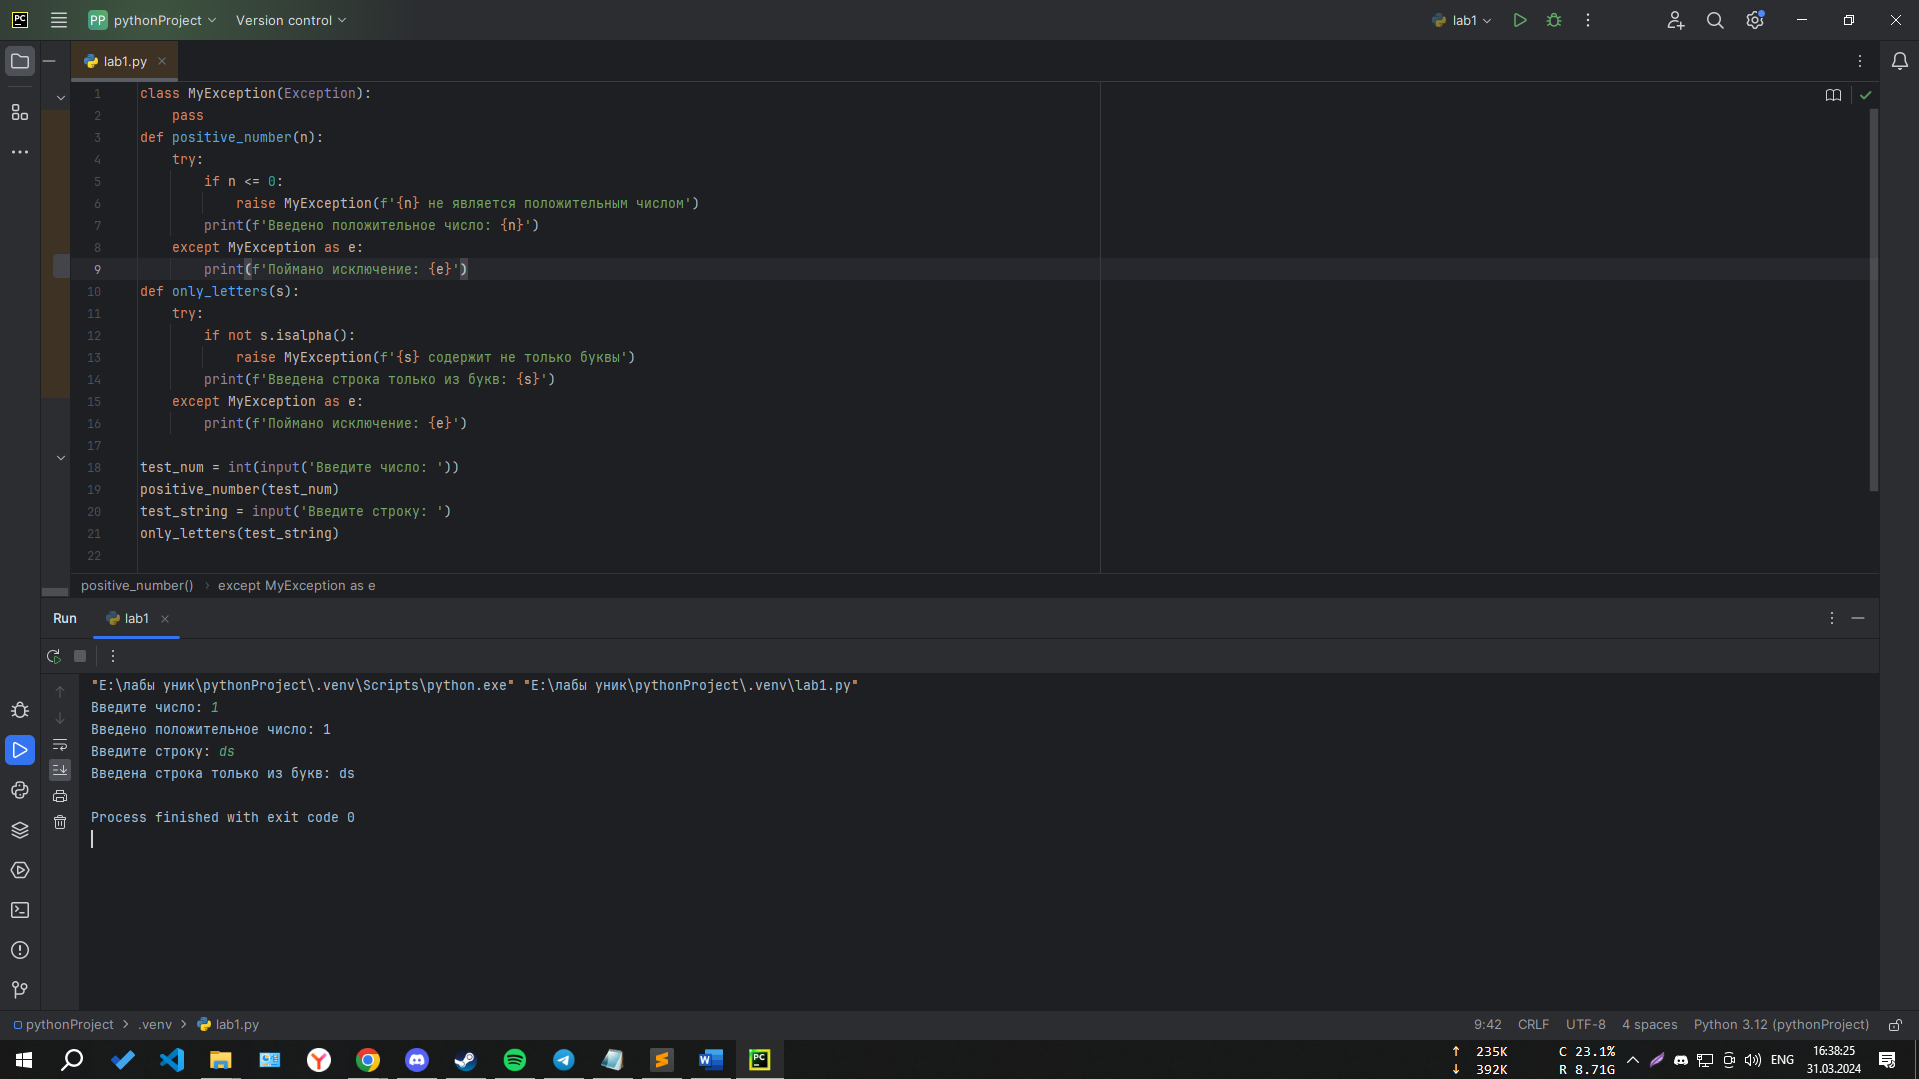 PC PP pythonProject Version control lab1
lab1.py
1 class MyException(Exception):
2 pass
3 def positive_number(n):
4 try:
5 if n <= 0:
6 raise MyException(f'{n} не является положительным числом')
7 print(f'Введено положительное число: {n}')
8 except MyException as e:
9 print(f'Поймано исключение: {e}')
10 def only_letters(s):
11 try:
12 if not s.isalpha():
13 raise MyException(f'{s} содержит не только буквы')
14 print(f'Введена строка только из букв: {s}')
15 except MyException as e:
16 print(f'Поймано исключение: {e}')
17
18 test_num = int(input('Введите число: '))
19 positive_number(test_num)
20 test_string = input('Введите строку: ')
21 only_letters(test_string)
22
positive_number() › except MyException as e
Run lab1
"E:\лабы уник\pythonProject\.venv\Scripts\python.exe" "E:\лабы уник\pythonProject\.venv\lab1.py"
Введите число: 1
Введено положительное число: 1
Введите строку: ds
Введена строка только из букв: ds
Process finished with exit code 0
pythonProject › .venv › lab1.py 9:42 CRLF UTF-8 4 spaces Python 3.12 (pythonProject)
↑ 235K C 23.1% 16:38:25
↓ 392K R 8.71G ENG 31.03.2024